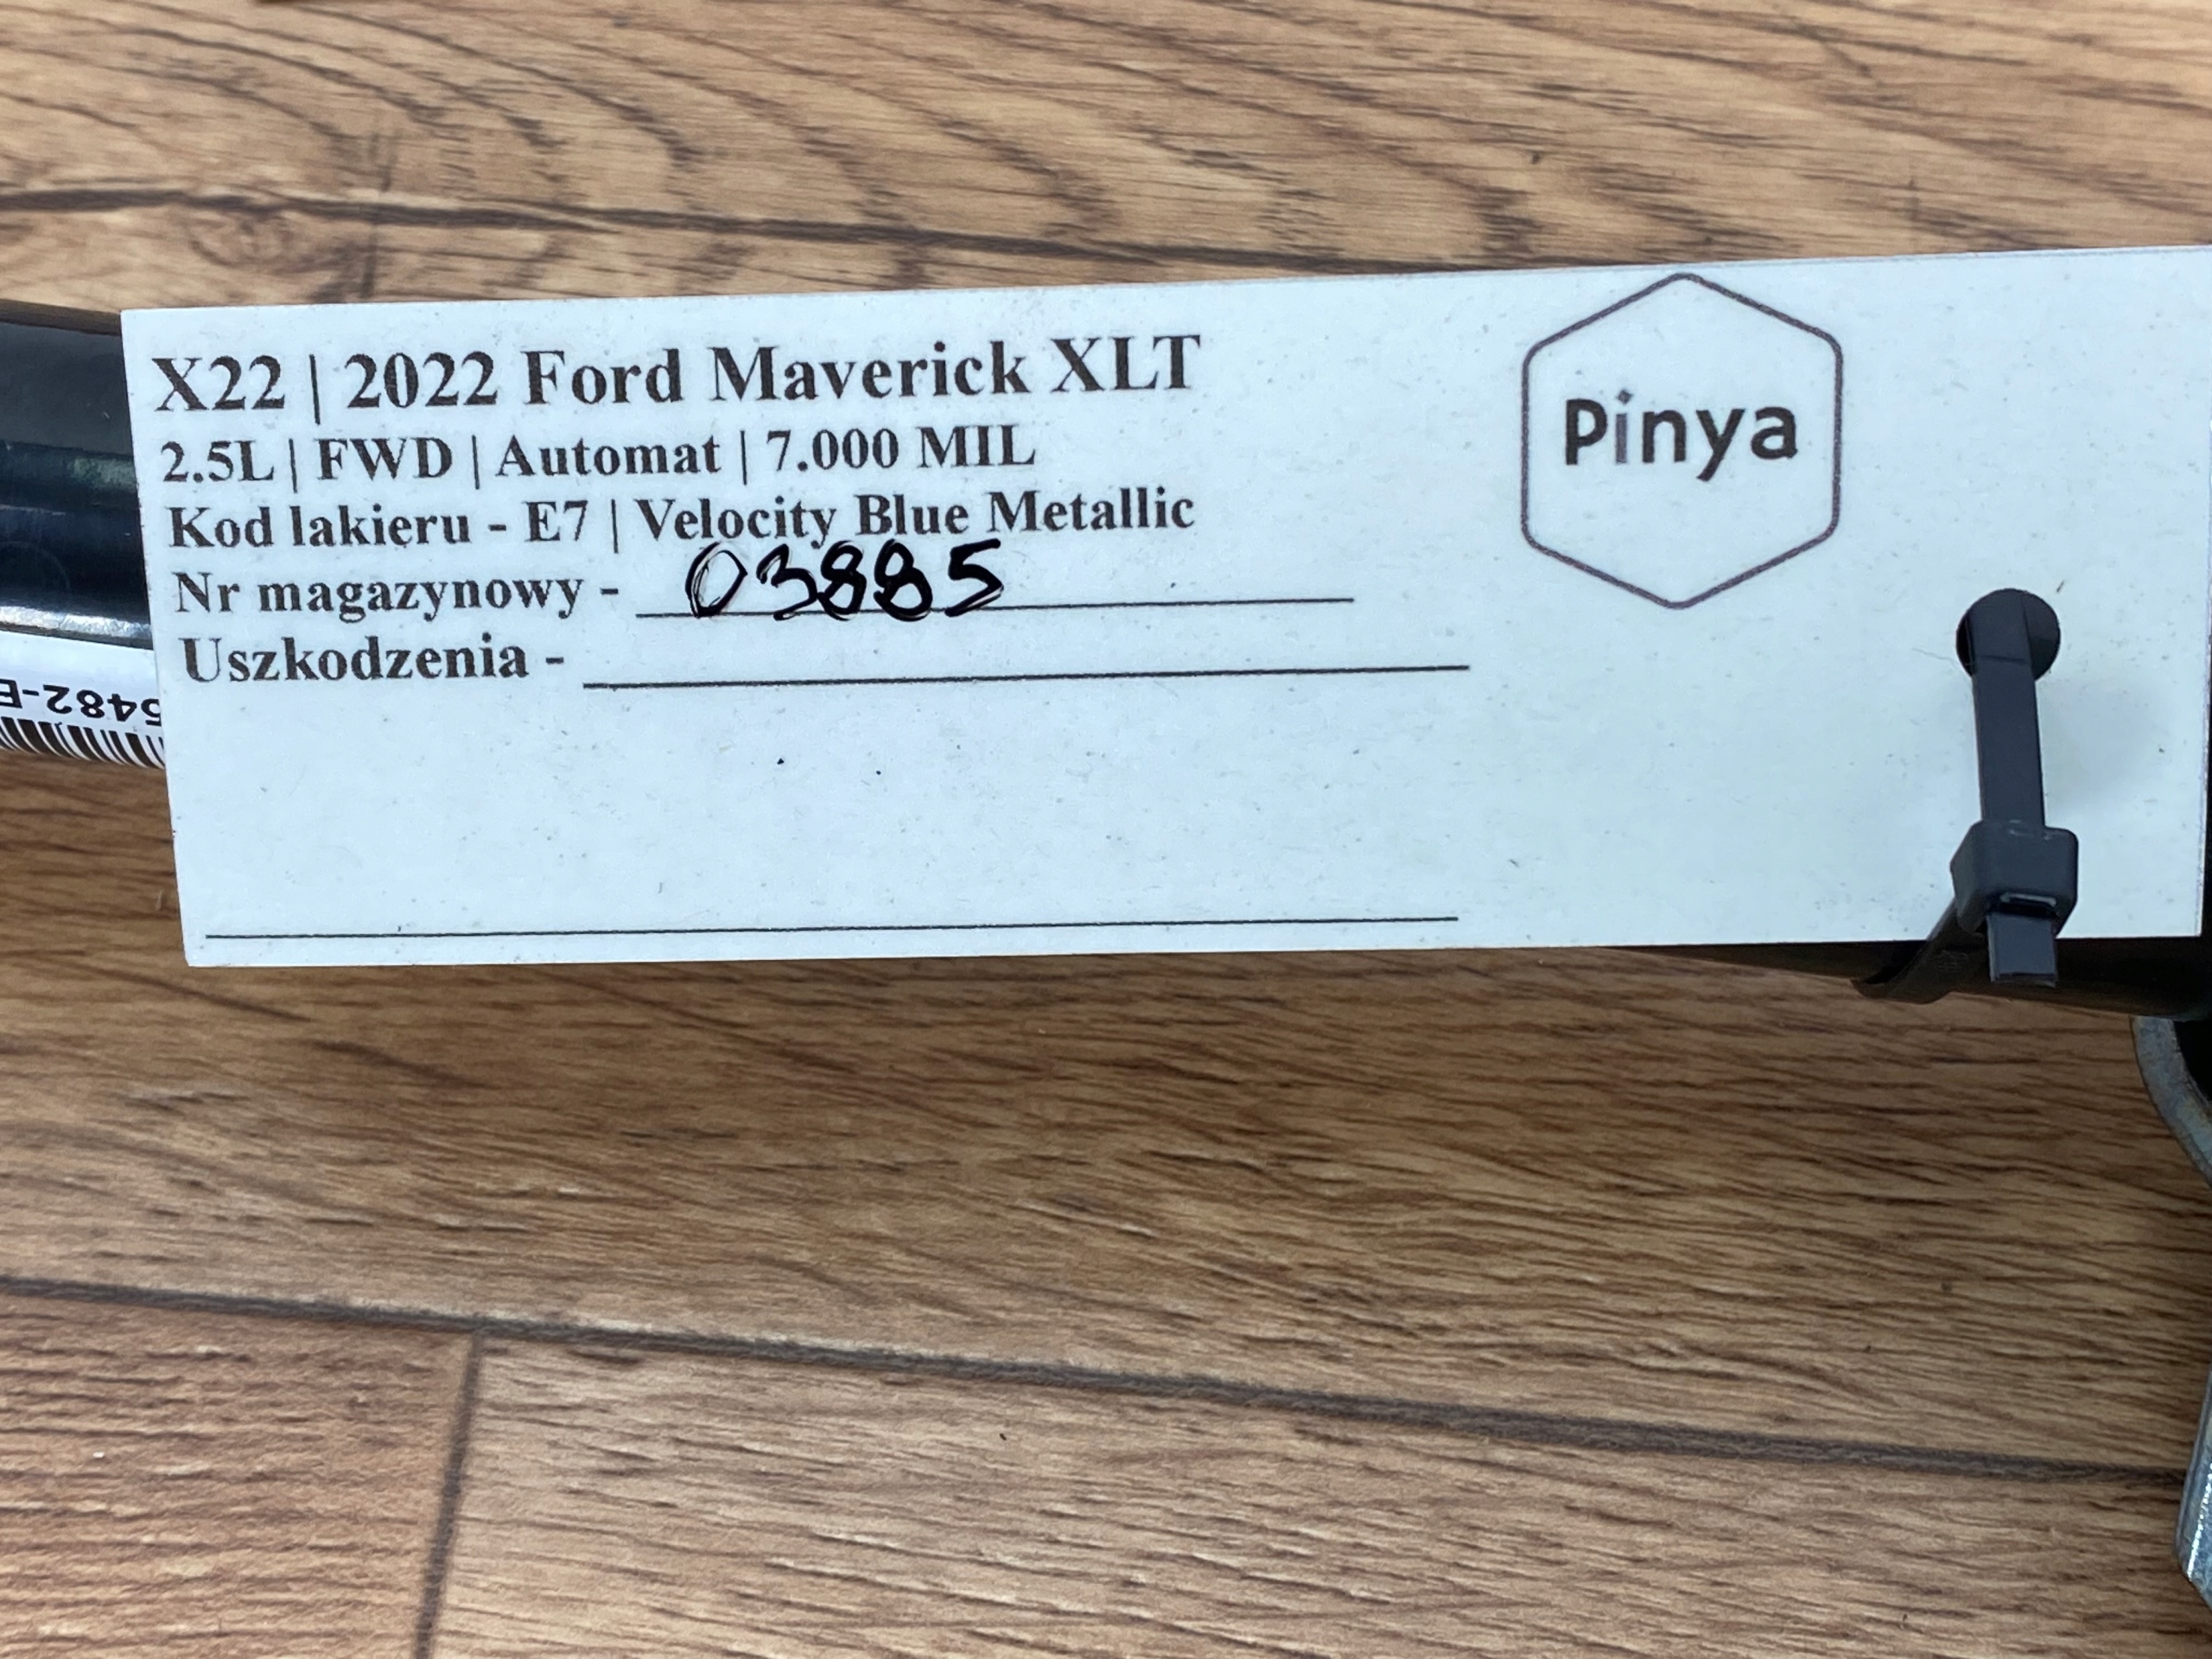 X22 | 2022 Ford Maverick XLT
2.5L | FWD | Automat | 7.000 MIL
Kod lakieru - E7 | Velocity Blue Metallic
Nr magazynowy - 03885
Uszkodzenia -
Pinya
5482-E